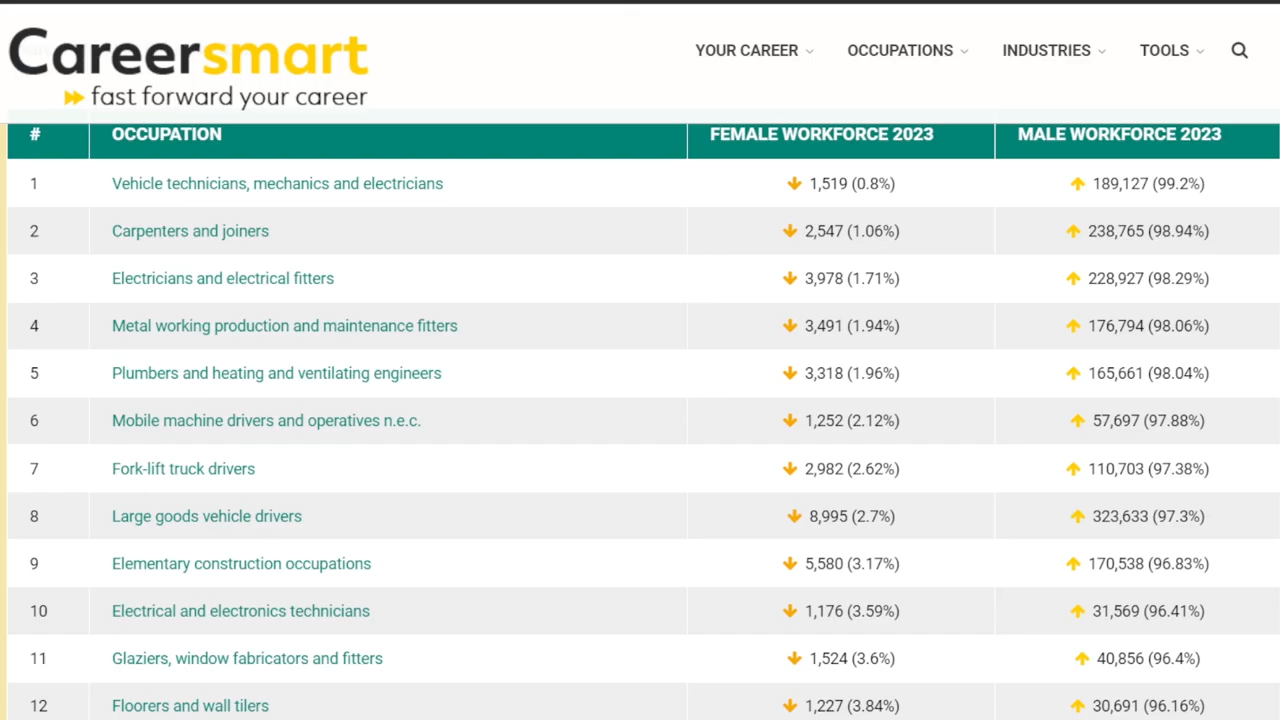 Careersmart
fast forward your career
YOUR CAREER OCCUPATIONS INDUSTRIES TOOLS
# OCCUPATION FEMALE WORKFORCE 2023 MALE WORKFORCE 2023
1 Vehicle technicians, mechanics and electricians 1,519 (0.8%) 189,127 (99.2%)
2 Carpenters and joiners 2,547 (1.06%) 238,765 (98.94%)
3 Electricians and electrical fitters 3,978 (1.71%) 228,927 (98.29%)
4 Metal working production and maintenance fitters 3,491 (1.94%) 176,794 (98.06%)
5 Plumbers and heating and ventilating engineers 3,318 (1.96%) 165,661 (98.04%)
6 Mobile machine drivers and operatives n.e.c. 1,252 (2.12%) 57,697 (97.88%)
7 Fork-lift truck drivers 2,982 (2.62%) 110,703 (97.38%)
8 Large goods vehicle drivers 8,995 (2.7%) 323,633 (97.3%)
9 Elementary construction occupations 5,580 (3.17%) 170,538 (96.83%)
10 Electrical and electronics technicians 1,176 (3.59%) 31,569 (96.41%)
11 Glaziers, window fabricators and fitters 1,524 (3.6%) 40,856 (96.4%)
12 Floorers and wall tilers 1,227 (3.84%) 30,691 (96.16%)